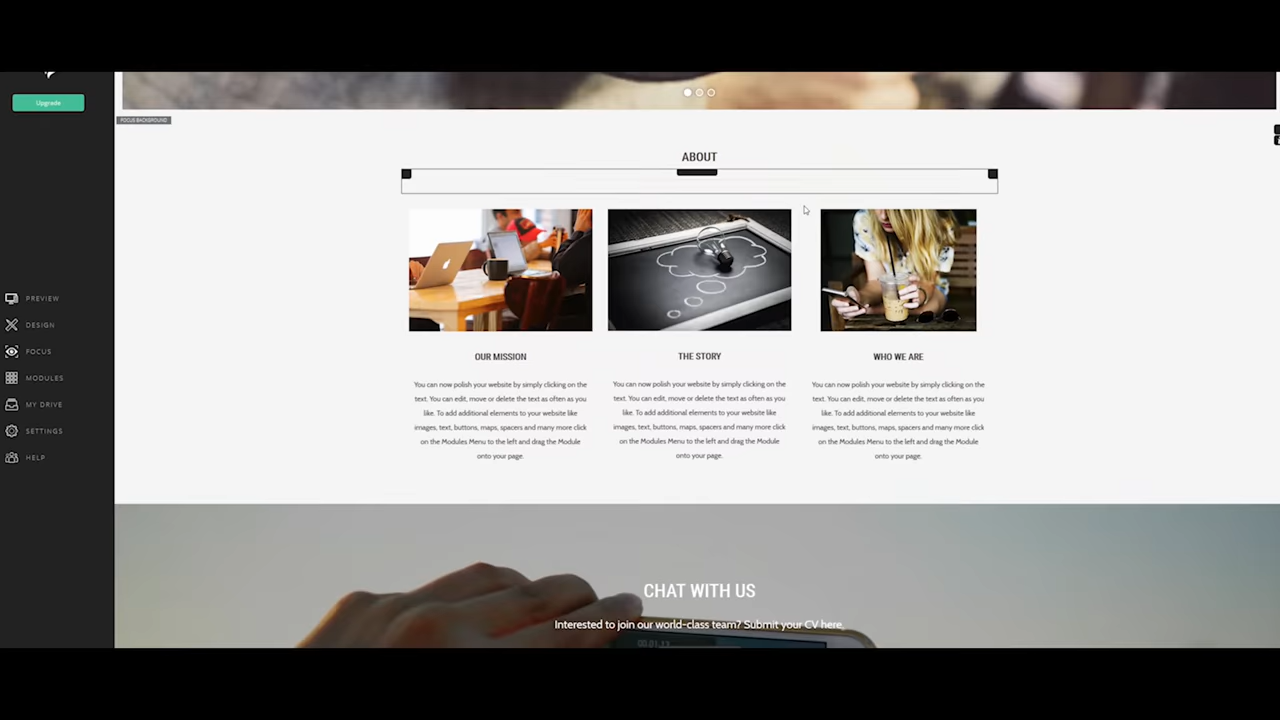 Upgrade
FOCUS BACKGROUND
PREVIEW
DESIGN
FOCUS
MODULES
MY DRIVE
SETTINGS
HELP
ABOUT
OUR MISSION
You can now polish your website by simply clicking on the
text. You can edit, move or delete the text as often as you
like. To add additional elements to your website like
images, text, buttons, maps, spacers and many more click
on the Modules Menu to the left and drag the Module
onto your page.
THE STORY
You can now polish your website by simply clicking on the
text. You can edit, move or delete the text as often as you
like. To add additional elements to your website like
images, text, buttons, maps, spacers and many more click
on the Modules Menu to the left and drag the Module
onto your page.
WHO WE ARE
You can now polish your website by simply clicking on the
text. You can edit, move or delete the text as often as you
like. To add additional elements to your website like
images, text, buttons, maps, spacers and many more click
on the Modules Menu to the left and drag the Module
onto your page.
CHAT WITH US
Interested to join our world-class team? Submit your CV here.